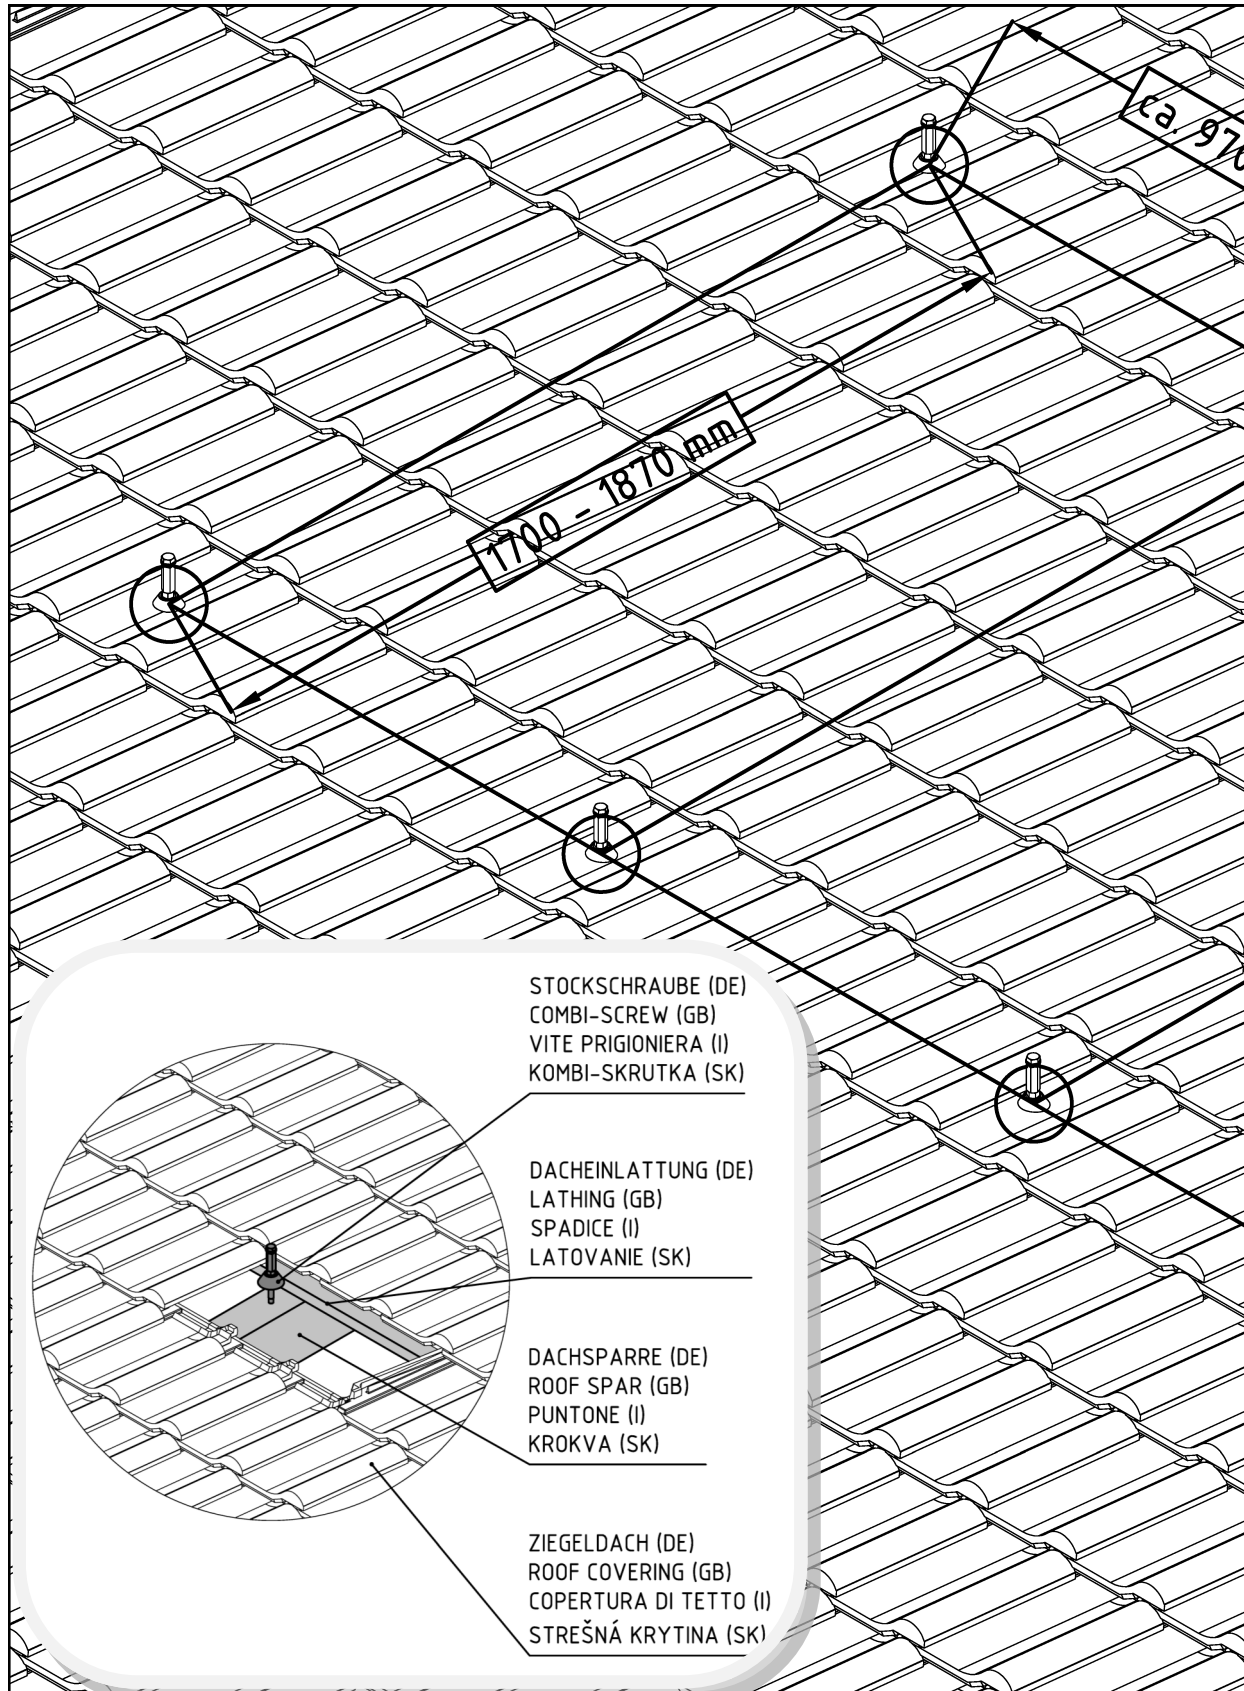 ca. 970
1700 - 1870 mm
STOCKSCHRAUBE (DE)
COMBI-SCREW (GB)
VITE PRIGIONIERA (I)
KOMBI-SKRUTKA (SK)
DACHEINLATTUNG (DE)
LATHING (GB)
SPADICE (I)
LATOVANIE (SK)
DACHSPARRE (DE)
ROOF SPAR (GB)
PUNTONE (I)
KROKVA (SK)
ZIEGELDACH (DE)
ROOF COVERING (GB)
COPERTURA DI TETTO (I)
STREŠNÁ KRYTINA (SK)